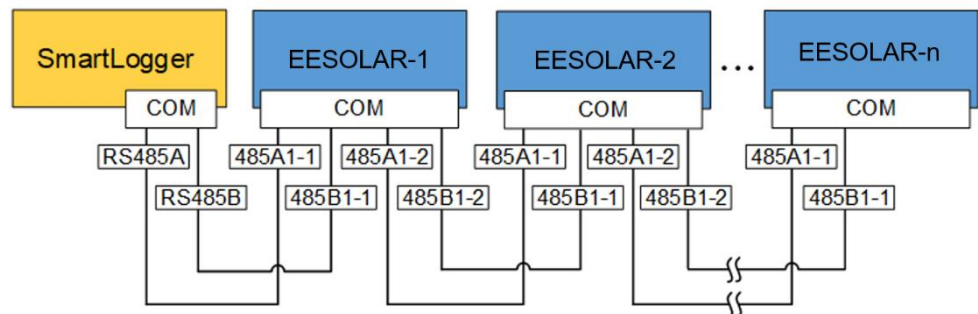 SmartLogger
EESOLAR-1
EESOLAR-2
...
EESOLAR-n
COM
COM
COM
COM
RS485A
485A1-1
485A1-2
485A1-1
485A1-2
485A1-1
RS485B
485B1-1
485B1-2
485B1-1
485B1-2
485B1-1